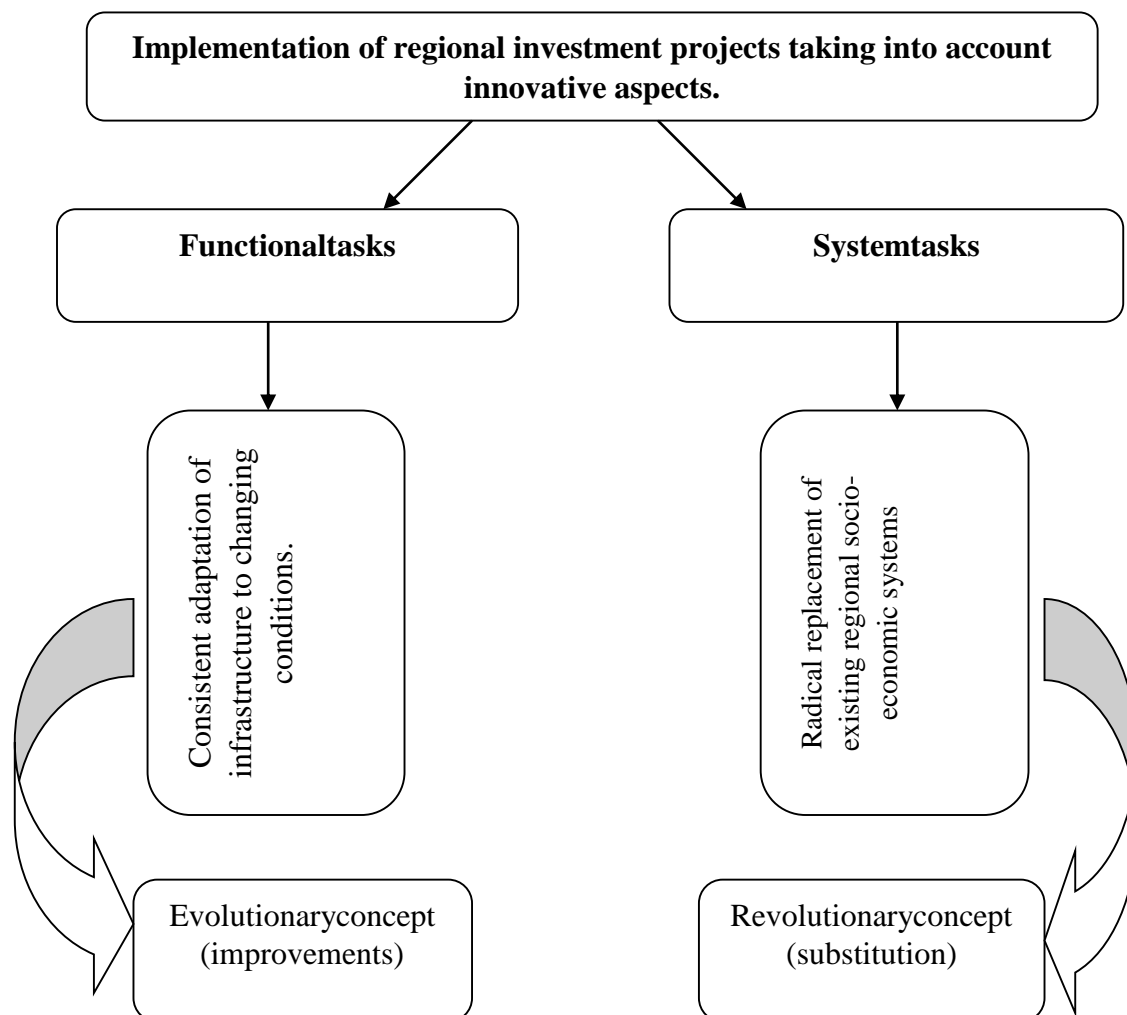 Implementation of regional investment projects taking into account
innovative aspects.
Functionaltasks
Systemtasks
Consistent adaptation of
infrastructure to changing
conditions.
Radical replacement of
existing regional socio-
economic systems
Evolutionaryconcept
(improvements)
Revolutionaryconcept
(substitution)